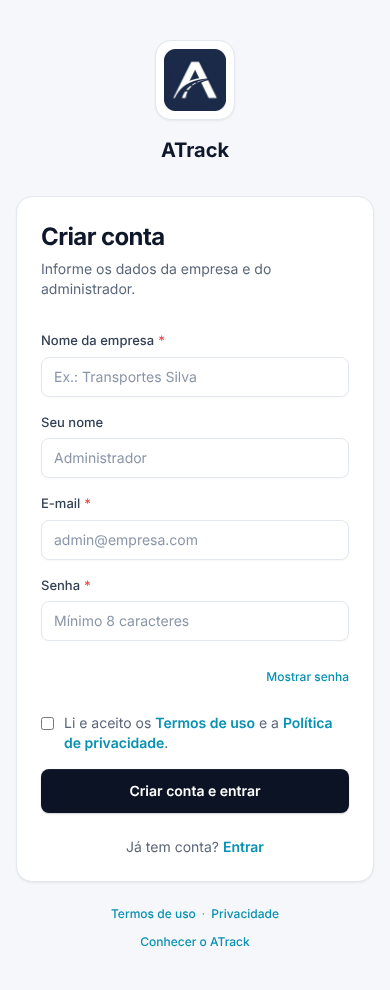 ATrack
Criar conta
Informe os dados da empresa e do
administrador.
Nome da empresa *
Ex.: Transportes Silva
Seu nome
Administrador
E-mail *
admin@empresa.com
Senha *
Mínimo 8 caracteres
Mostrar senha
Li e aceito os Termos de uso e a Política
de privacidade.
Criar conta e entrar
Já tem conta? Entrar
Termos de uso · Privacidade
Conhecer o ATrack